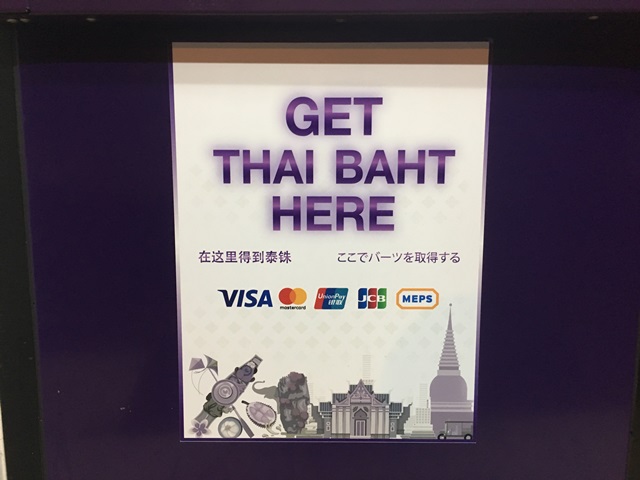 GET
THAI BAHT
HERE
在这里得到泰铢 ここでバーツを取得する
VISA mastercard UnionPay 银联 JCB MEPS